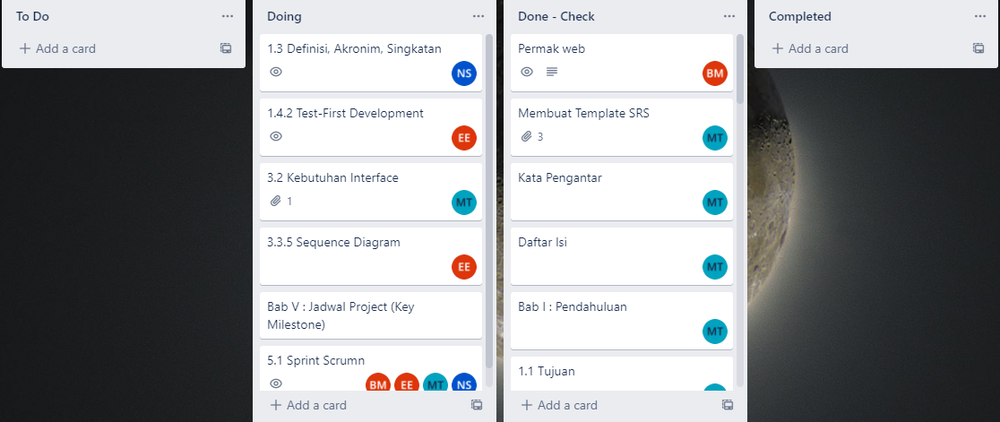 To Do
Add a card
Doing
1.3 Definisi, Akronim, Singkatan
NS
1.4.2 Test-First Development
EE
3.2 Kebutuhan Interface
1
MT
3.3.5 Sequence Diagram
EE
Bab V : Jadwal Project (Key
Milestone)
5.1 Sprint Scrumn
BM EE MT NS
Add a card
Done - Check
Permak web
BM
Membuat Template SRS
3
MT
Kata Pengantar
MT
Daftar Isi
MT
Bab I : Pendahuluan
MT
1.1 Tujuan
Add a card
Completed
Add a card